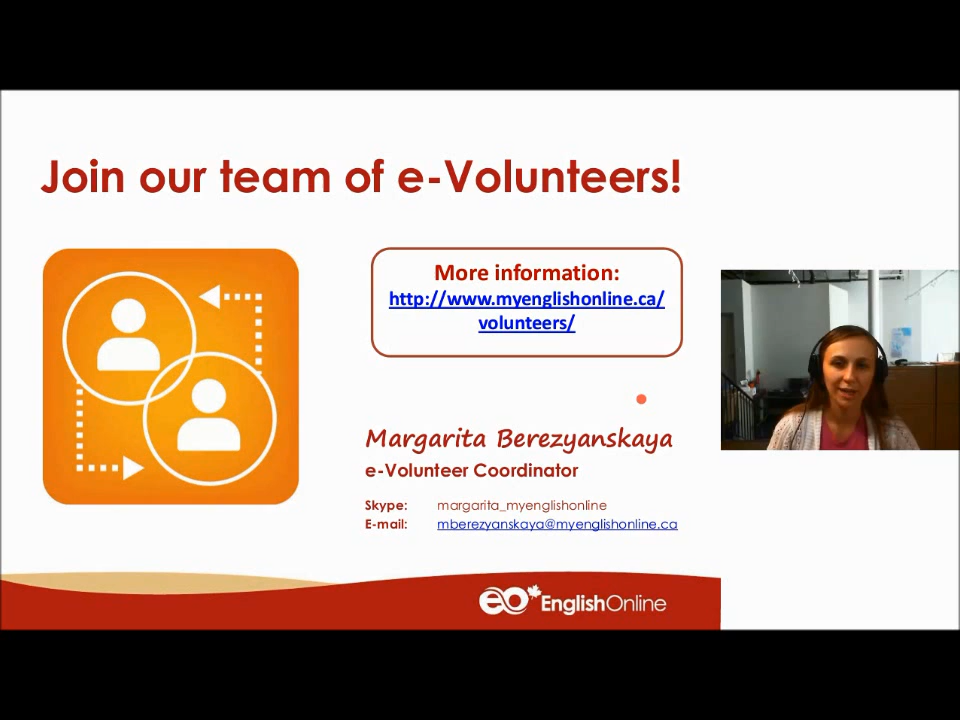 Join our team of e-Volunteers!
More information:
http://www.myenglishonline.ca/
volunteers/
Margarita Berezyanskaya
e-Volunteer Coordinator
Skype: margarita_myenglishonline
E-mail: mberezyanskaya@myenglishonline.ca
eo EnglishOnline